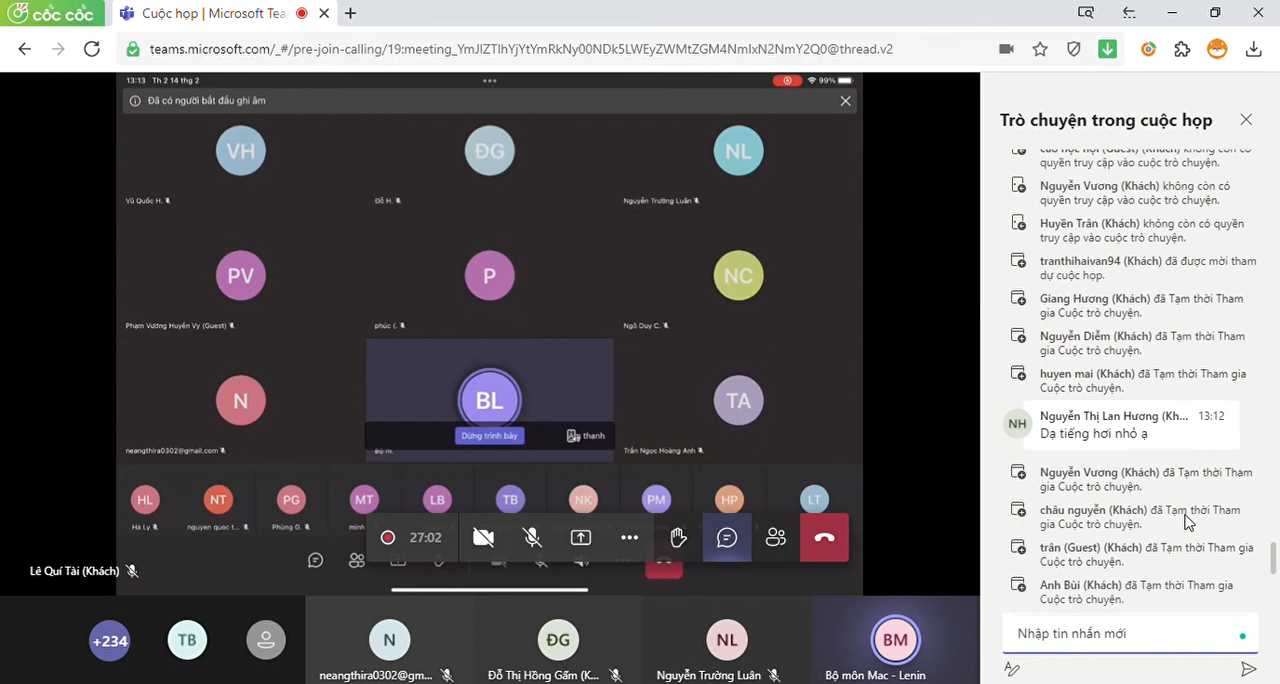 cốc cốc
Cuộc họp | Microsoft Tea
teams.microsoft.com/_#/pre-join-calling/19:meeting_YmJlZTlhYjYtYmRkNy00NDk5LWEyZWMtZGM4NmIxN2NmY2Q0@thread.v2
13:13 Th 2 14 thg 2
99%
Đã có người bắt đầu ghi âm
VH
ĐG
NL
Vũ Quốc H.
Đỗ H.
Nguyễn Trường Luân
PV
P
NC
Phạm Vương Huyền Vy (Guest)
phúc (.
Ngô Duy C.
N
BL
TA
Dừng trình bày
thanh
neangthira0302@gmail.com
Bộ m.
Trần Ngọc Hoàng Anh
HL
NT
PG
MT
LB
TB
NK
PM
HP
LT
Hà Ly
nguyen quoc t...
Phùng G.
minh
27:02
Lê Quí Tài (Khách)
+234
TB
N
ĐG
NL
BM
neangthira0302@gm...
Đỗ Thị Hồng Gấm (K...
Nguyễn Trường Luân
Bộ môn Mac - Lenin
Trò chuyện trong cuộc họp
cao học hội (Guest) (Khách) không còn có
quyền truy cập vào cuộc trò chuyện.
Nguyễn Vương (Khách) không còn có
quyền truy cập vào cuộc trò chuyện.
Huyền Trân (Khách) không còn có quyền
truy cập vào cuộc trò chuyện.
tranthihaivan94 (Khách) đã được mời tham
dự cuộc họp.
Giang Hương (Khách) đã Tạm thời Tham
gia Cuộc trò chuyện.
Nguyễn Diễm (Khách) đã Tạm thời Tham
gia Cuộc trò chuyện.
huyen mai (Khách) đã Tạm thời Tham gia
Cuộc trò chuyện.
NH
Nguyễn Thị Lan Hương (Kh... 13:12
Dạ tiếng hơi nhỏ ạ
Nguyễn Vương (Khách) đã Tạm thời Tham
gia Cuộc trò chuyện.
châu nguyễn (Khách) đã Tạm thời Tham
gia Cuộc trò chuyện.
trân (Guest) (Khách) đã Tạm thời Tham gia
Cuộc trò chuyện.
Anh Bùi (Khách) đã Tạm thời Tham gia
Cuộc trò chuyện.
Nhập tin nhắn mới